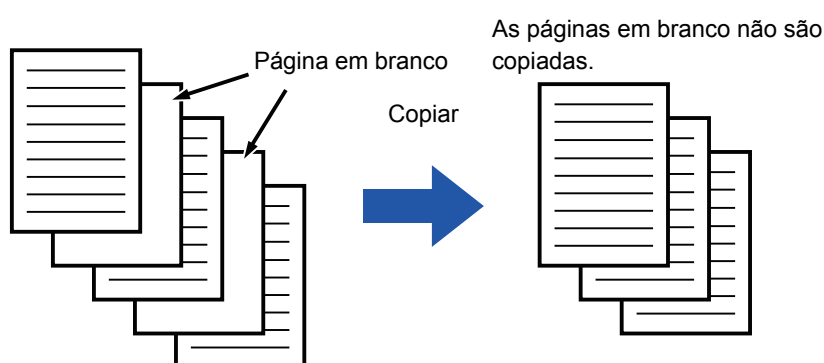 Página em branco
Copiar
As páginas em branco não são
copiadas.